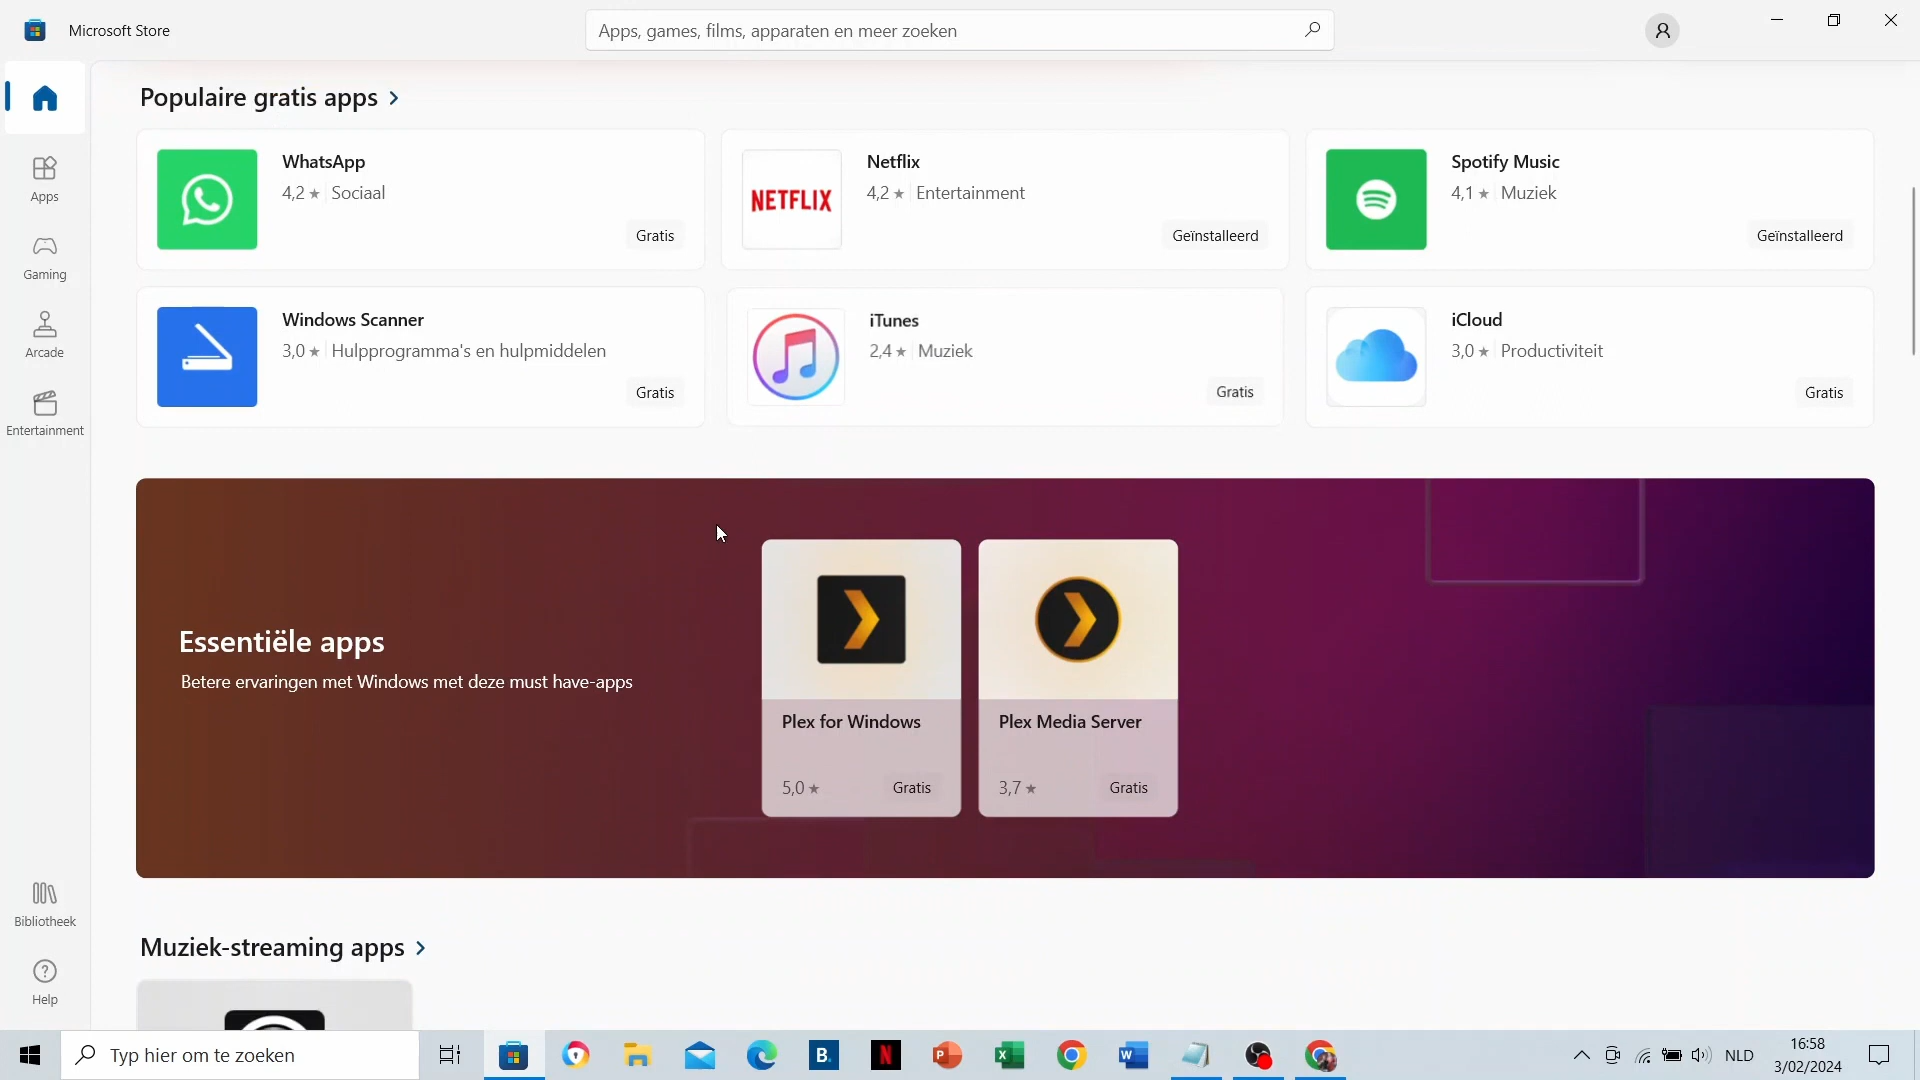 Microsoft Store
Apps, games, films, apparaten en meer zoeken
Apps
Gaming
Arcade
Entertainment
Bibliotheek
Help
Populaire gratis apps
WhatsApp
4,2 ★ Sociaal
Gratis
NETFLIX
Netflix
4,2 ★ Entertainment
Geïnstalleerd
Spotify Music
4,1 ★ Muziek
Geïnstalleerd
Windows Scanner
3,0 ★ Hulpprogramma's en hulpmiddelen
Gratis
iTunes
2,4 ★ Muziek
Gratis
iCloud
3,0 ★ Productiviteit
Gratis
Essentiële apps
Betere ervaringen met Windows met deze must have-apps
Plex for Windows
5,0 ★ Gratis
Plex Media Server
3,7 ★ Gratis
Muziek-streaming apps
Typ hier om te zoeken
B.
N
P
X
W
NLD
16:58
3/02/2024